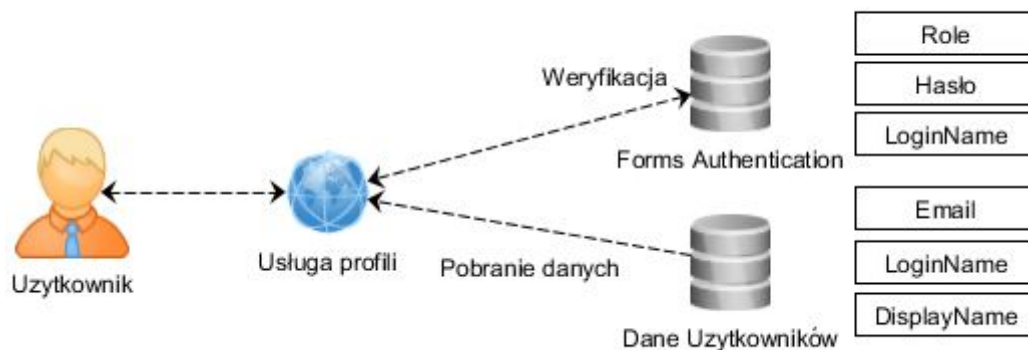 Role
Weryfikacja
Hasło
LoginName
Forms Authentication
Email
Usługa profili
Pobranie danych
LoginName
Uzytkownik
DisplayName
Dane Uzytkowników